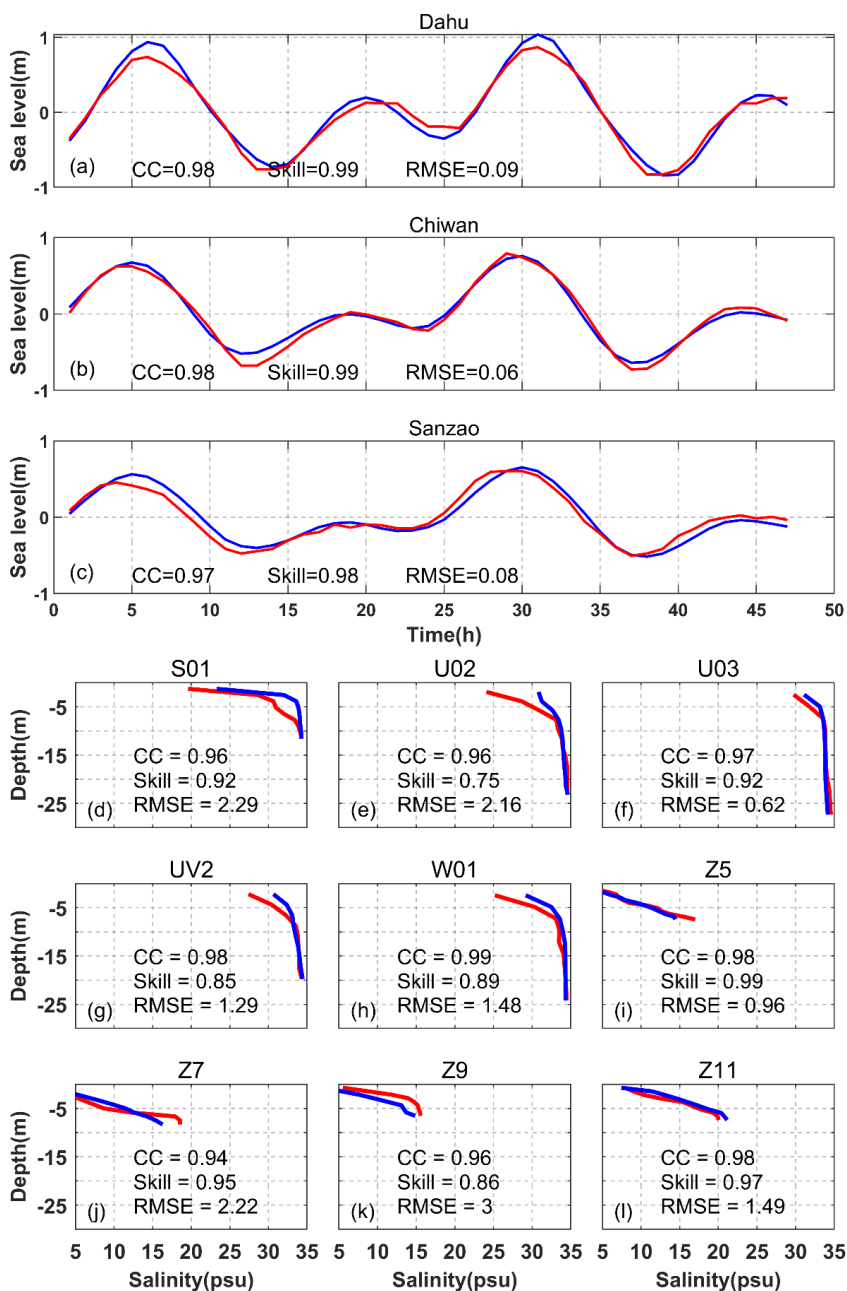 Dahu
1
0
-1
Sea level(m)
(a) CC=0.98 Skill=0.99 RMSE=0.09
Chiwan
1
0
-1
Sea level(m)
(b) CC=0.98 Skill=0.99 RMSE=0.06
Sanzao
1
0
-1
Sea level(m)
(c) CC=0.97 Skill=0.98 RMSE=0.08
0 5 10 15 20 25 30 35 40 45 50
Time(h)
S01 U02 U03
-5
-15
-25
Depth(m)
CC = 0.96
Skill = 0.92
RMSE = 2.29
(d)
CC = 0.96
Skill = 0.75
RMSE = 2.16
(e)
CC = 0.97
Skill = 0.92
RMSE = 0.62
(f)
UV2 W01 Z5
-5
-15
-25
Depth(m)
CC = 0.98
Skill = 0.85
RMSE = 1.29
(g)
CC = 0.99
Skill = 0.89
RMSE = 1.48
(h)
CC = 0.98
Skill = 0.99
RMSE = 0.96
(i)
Z7 Z9 Z11
-5
-15
-25
Depth(m)
CC = 0.94
Skill = 0.95
RMSE = 2.22
(j)
CC = 0.96
Skill = 0.86
RMSE = 3
(k)
CC = 0.98
Skill = 0.97
RMSE = 1.49
(l)
5 10 15 20 25 30 35 5 10 15 20 25 30 35 5 10 15 20 25 30 35
Salinity(psu) Salinity(psu) Salinity(psu)